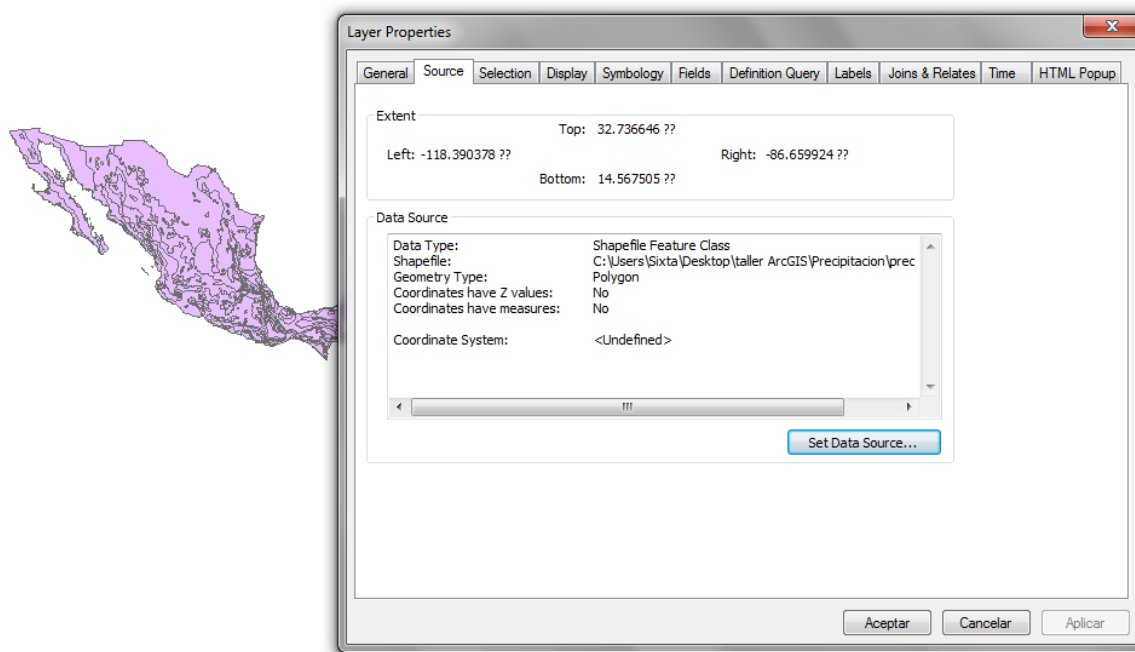 Layer Properties
General Source Selection Display Symbology Fields Definition Query Labels Joins & Relates Time HTML Popup
Extent
Top: 32.736646 ??
Left: -118.390378 ?? Right: -86.659924 ??
Bottom: 14.567505 ??
Data Source
Data Type: Shapefile Feature Class
Shapefile: C:\Users\Sixta\Desktop\taller ArcGIS\Precipitacion\prec
Geometry Type: Polygon
Coordinates have Z values: No
Coordinates have measures: No
Coordinate System: <Undefined>
Set Data Source...
Aceptar Cancelar Aplicar